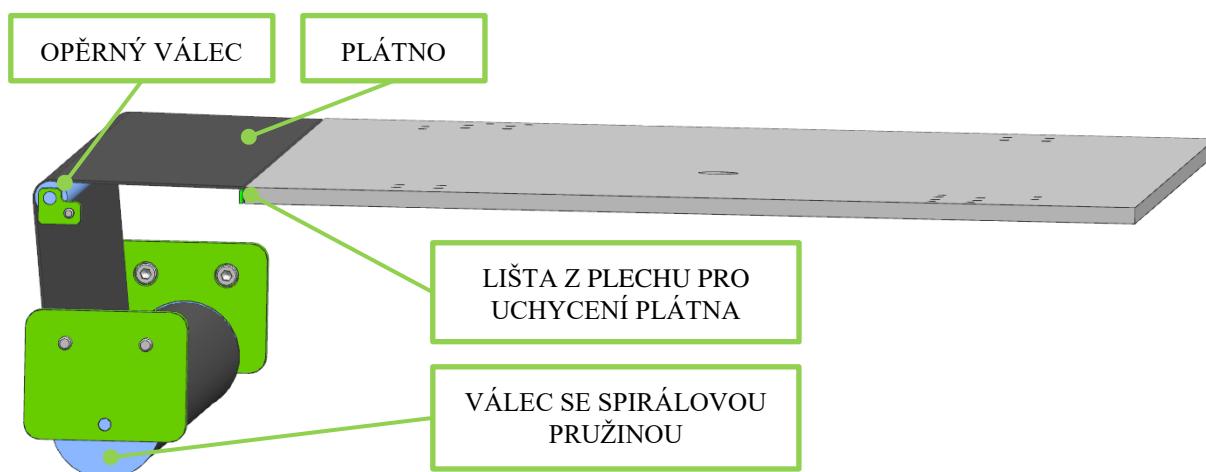 OPĚRNÝ VÁLEC
PLÁTNO
LIŠTA Z PLECHU PRO
UCHYCENÍ PLÁTNA
VÁLEC SE SPIRÁLOVOU
PRUŽINOU